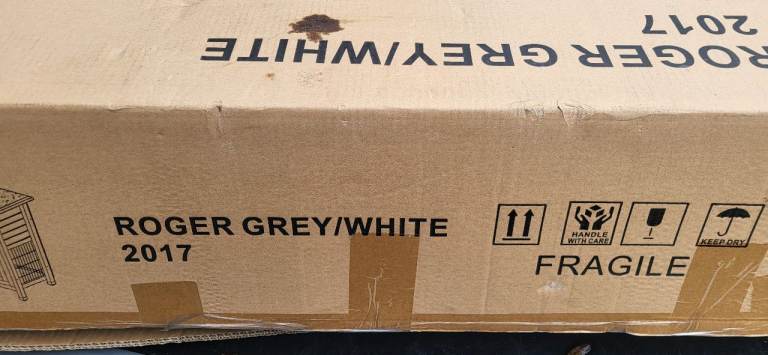 ROGER GREY/WHITE
2017
ROGER GREY/WHITE
2017
HANDLE
WITH CARE
KEEP DRY
FRAGILE